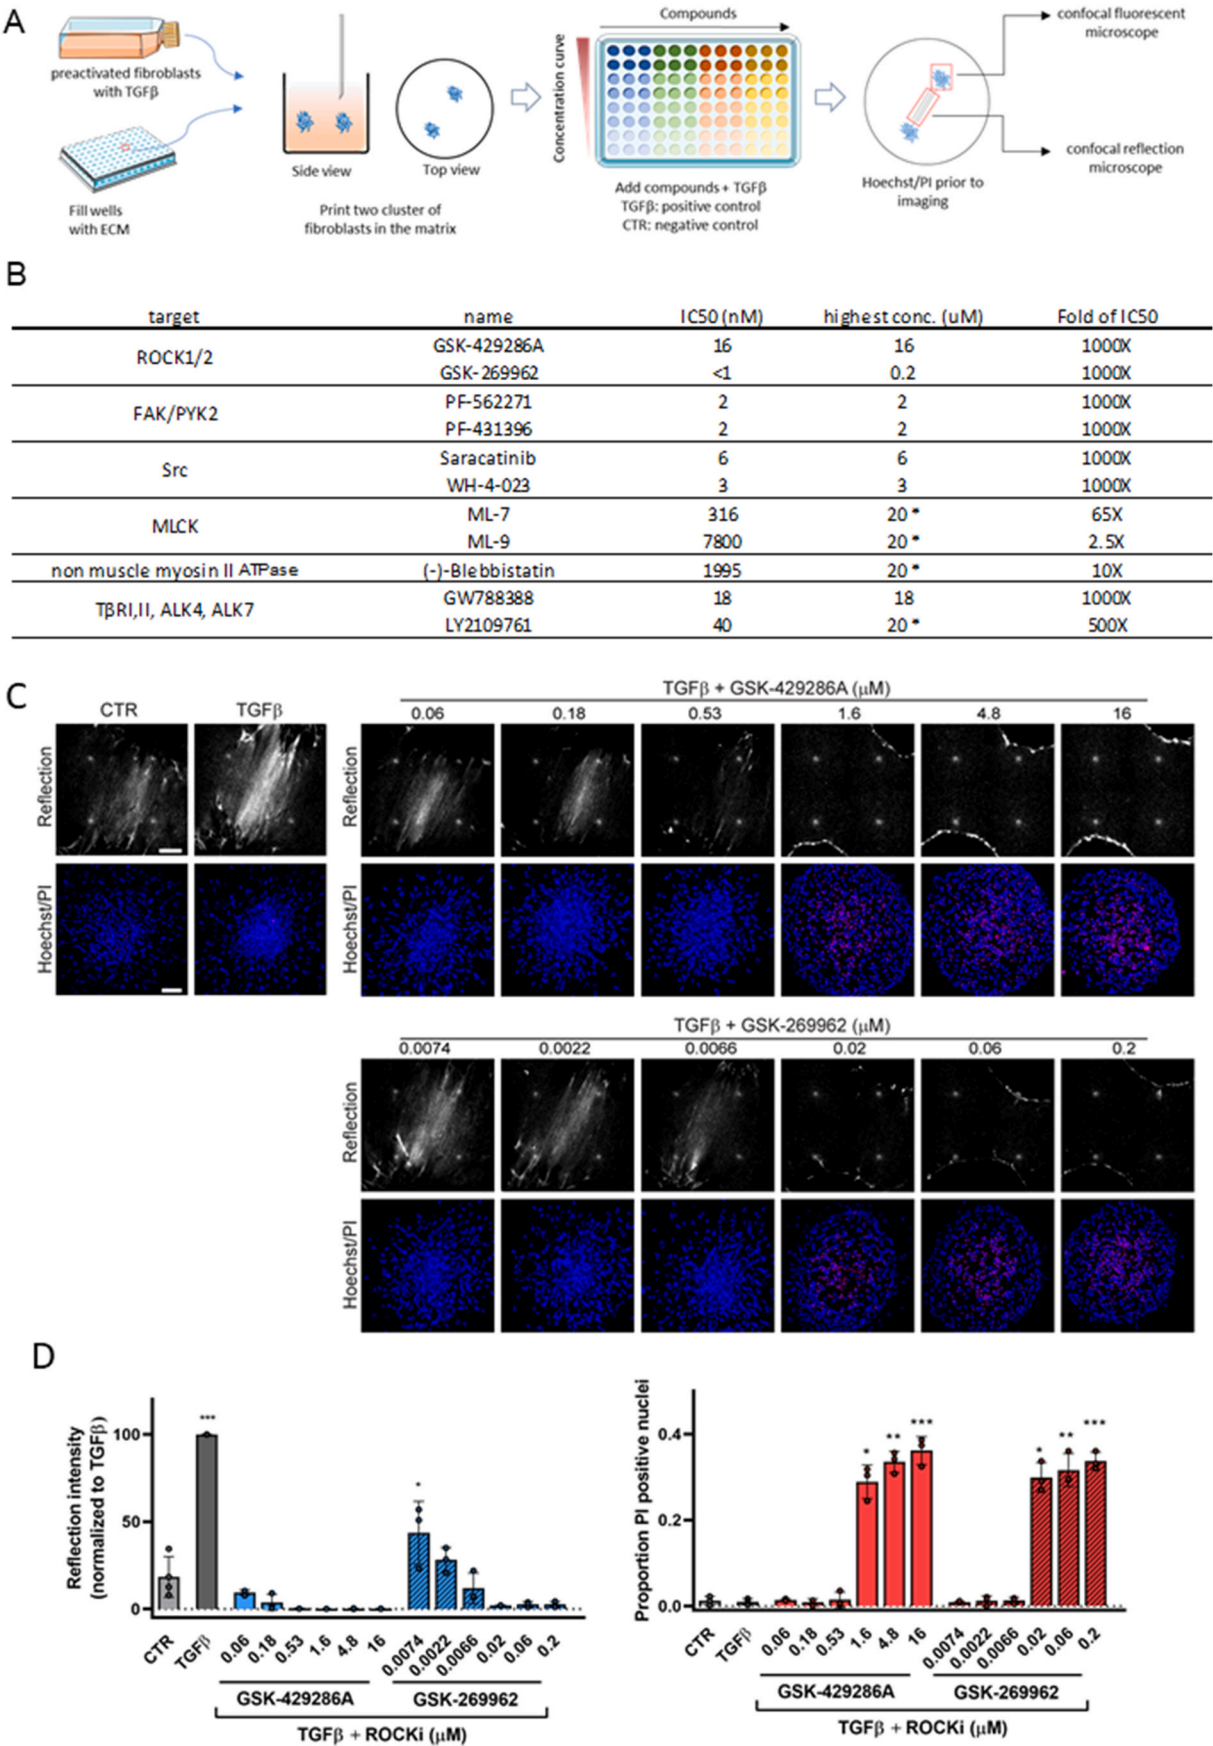 A
preactivated fibroblasts
with TGFβ
Fill wells
with ECM
Side view
Top view
Print two cluster of
fibroblasts in the matrix
Compounds
Concentration curve
Add compounds + TGFβ
TGFβ: positive control
CTR: negative control
confocal fluorescent
microscope
confocal reflection
microscope
Hoechst/PI prior to
imaging
B
target name IC50 (nM) highest conc. (uM) Fold of IC50
ROCK1/2
GSK-429286A 16 16 1000X
GSK-269962 <1 0.2 1000X
FAK/PYK2
PF-562271 2 2 1000X
PF-431396 2 2 1000X
Src
Saracatinib 6 6 1000X
WH-4-023 3 3 1000X
MLCK
ML-7 316 20 * 65X
ML-9 7800 20 * 2.5X
non muscle myosin II ATPase (-)-Blebbistatin 1995 20 * 10X
TβRI,II, ALK4, ALK7
GW788388 18 18 1000X
LY2109761 40 20 * 500X
C
CTR TGFβ
TGFβ + GSK-429286A (μM)
0.06 0.18 0.53 1.6 4.8 16
Reflection
Reflection
Hoechst/PI
Hoechst/PI
TGFβ + GSK-269962 (μM)
0.0074 0.0022 0.0066 0.02 0.06 0.2
Reflection
Hoechst/PI
D
Reflection intensity
(normalized to TGFβ)
100
50
0
***
*
CTR TGFβ 0.06 0.18 0.53 1.6 4.8 16 0.0074 0.0022 0.0066 0.02 0.06 0.2
GSK-429286A GSK-269962
TGFβ + ROCKi (μM)
Proportion PI positive nuclei
0.4
0.2
0.0
* ** *** * ** ***
CTR TGFβ 0.06 0.18 0.53 1.6 4.8 16 0.0074 0.0022 0.0066 0.02 0.06 0.2
GSK-429286A GSK-269962
TGFβ + ROCKi (μM)